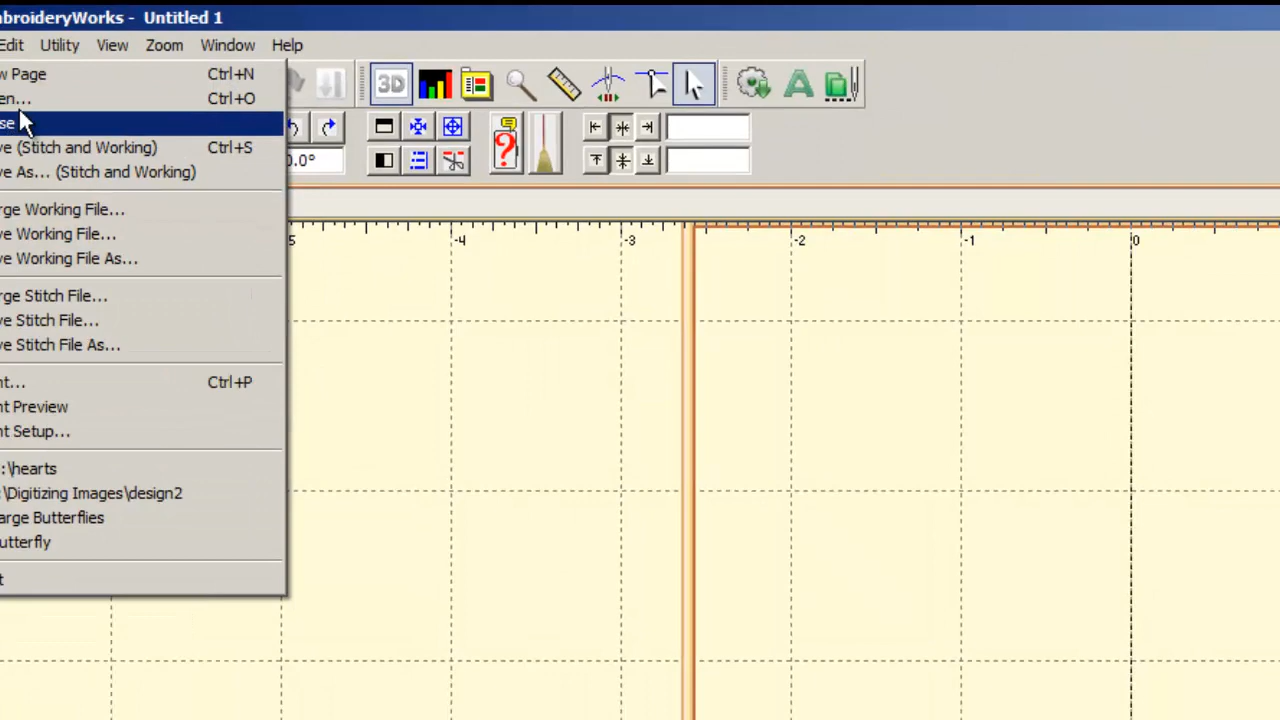 broideryWorks - Untitled 1
Edit Utility View Zoom Window Help
w Page Ctrl+N
en... Ctrl+O
se
ve (Stitch and Working) Ctrl+S
ve As... (Stitch and Working)
rge Working File...
ve Working File...
ve Working File As...
rge Stitch File...
ve Stitch File...
ve Stitch File As...
nt... Ctrl+P
nt Preview
nt Setup...
:\hearts
:\Digitizing Images\design2
arge Butterflies
utterfly
t
3D
A
?
0.0°
5 -4 -3 -2 -1 0